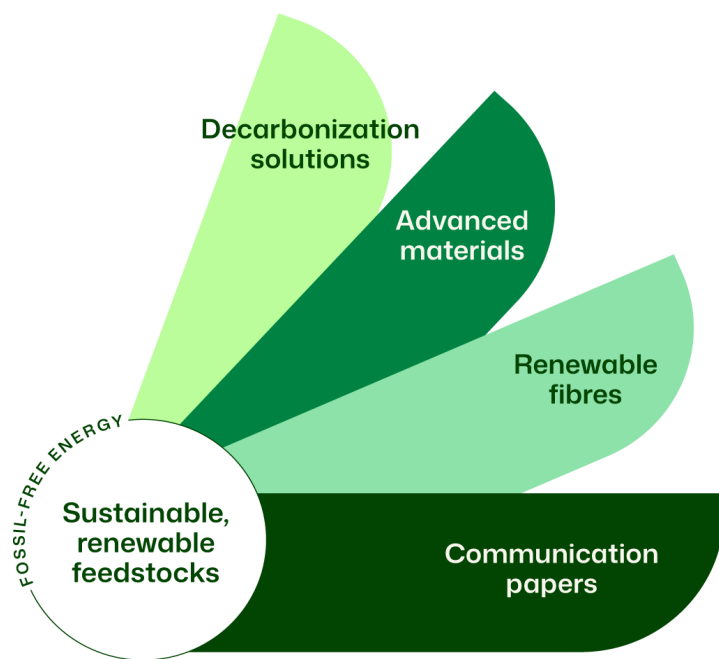 Decarbonization
solutions
Advanced
materials
Renewable
fibres
FOSSIL-FREE ENERGY
Sustainable,
renewable
feedstocks
Communication
papers